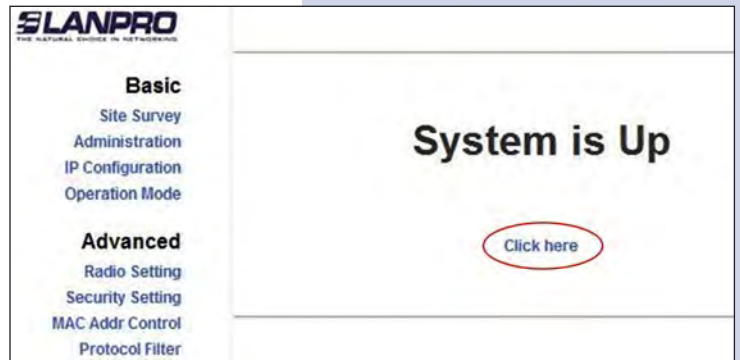 LANPRO
THE NATURAL CHOICE IN NETWORKING
Basic
Site Survey
Administration
IP Configuration
Operation Mode
Advanced
Radio Setting
Security Setting
MAC Addr Control
Protocol Filter
System is Up
Click here